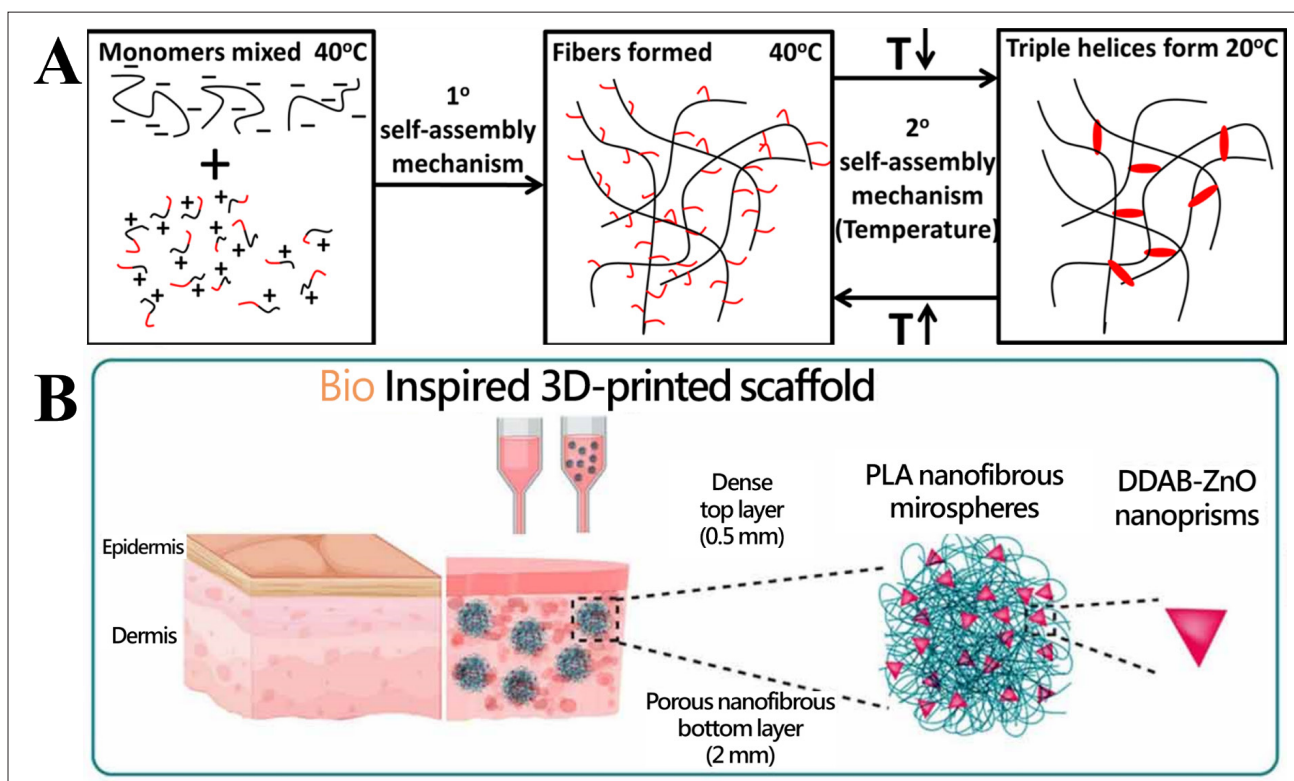 A
Monomers mixed 40°C
+
1°
self-assembly
mechanism
Fibers formed 40°C
T↓
2°
self-assembly
mechanism
(Temperature)
T↑
Triple helices form 20°C
B
Bio Inspired 3D-printed scaffold
Epidermis
Dermis
Dense
top layer
(0.5 mm)
Porous nanofibrous
bottom layer
(2 mm)
PLA nanofibrous
mirospheres
DDAB-ZnO
nanoprisms